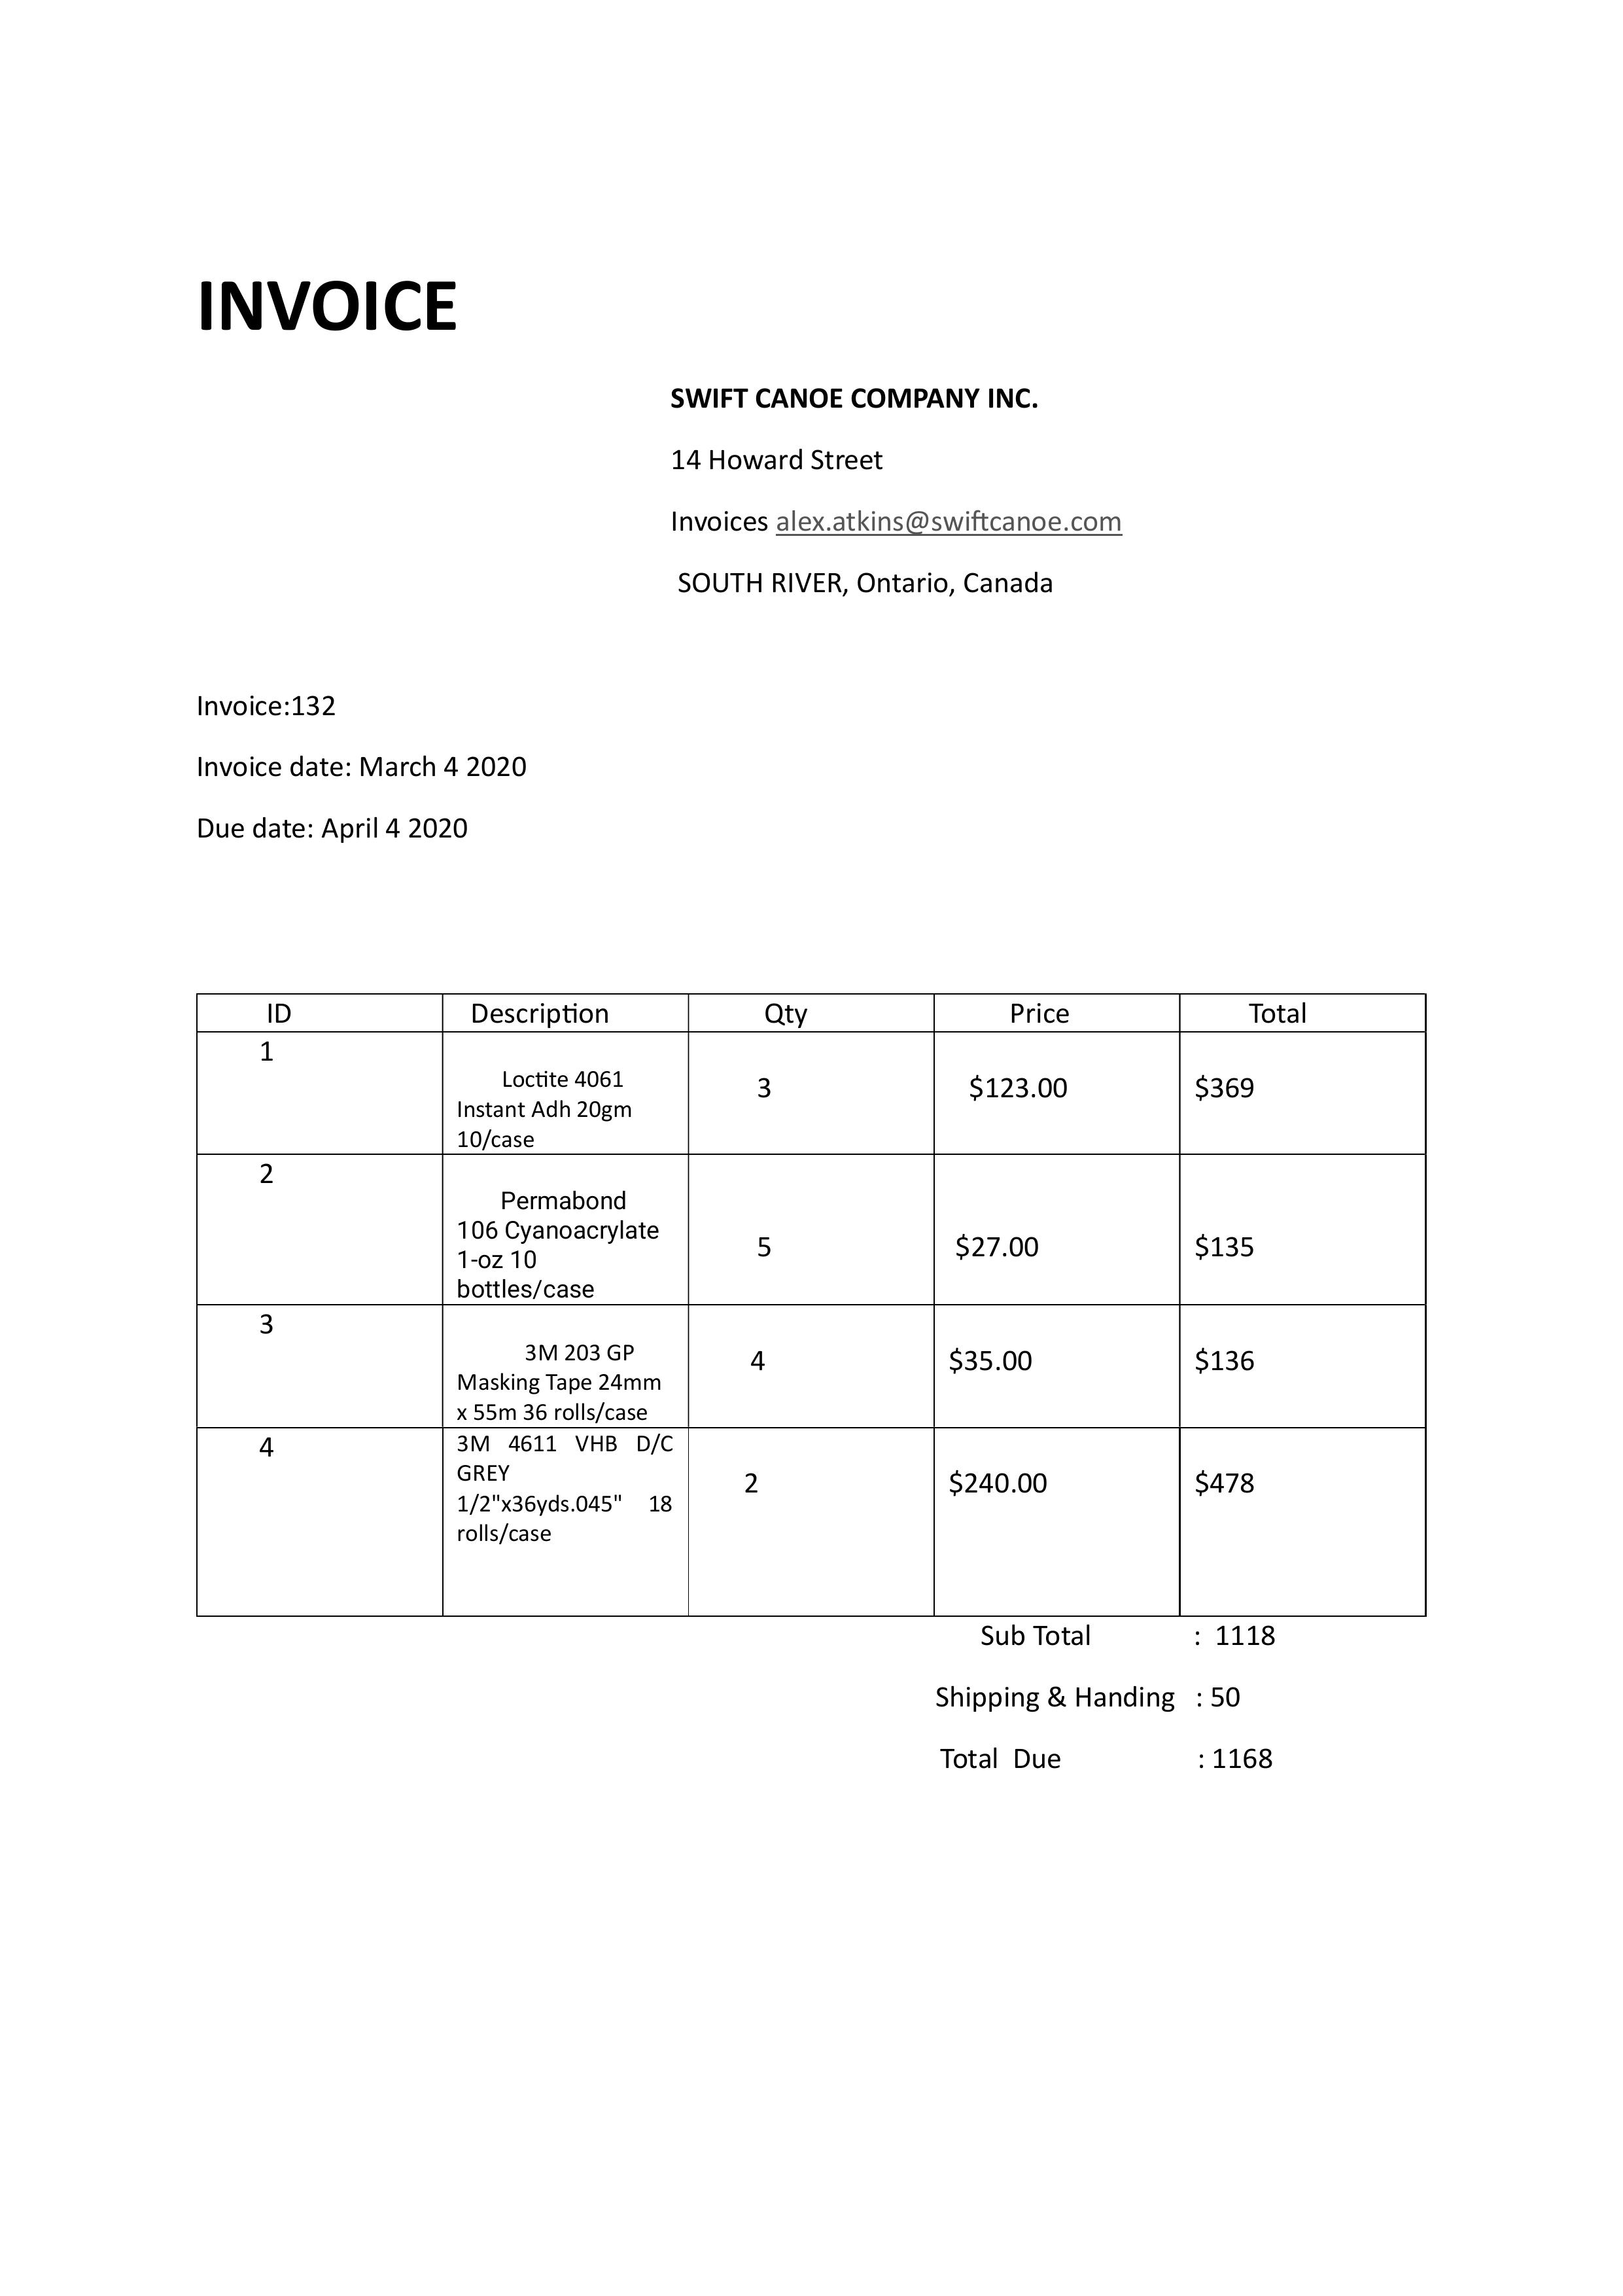 INVOICE
SWIFT CANOE COMPANY INC.
14 Howard Street
Invoices alex.atkins@swiftcanoe.com
SOUTH RIVER, Ontario, Canada
Invoice:132
Invoice date: March 4 2020
Due date: April 4 2020
ID Description Qty Price Total
1
Loctite 4061
Instant Adh 20gm
10/case
3 $123.00 $369
2
Permabond
106 Cyanoacrylate
1-oz 10
bottles/case
5 $27.00 $135
3
3M 203 GP
Masking Tape 24mm
x 55m 36 rolls/case
4 $35.00 $136
4
3M 4611 VHB D/C
GREY
1/2"x36yds.045" 18
rolls/case
2 $240.00 $478
Sub Total : 1118
Shipping & Handing : 50
Total Due : 1168